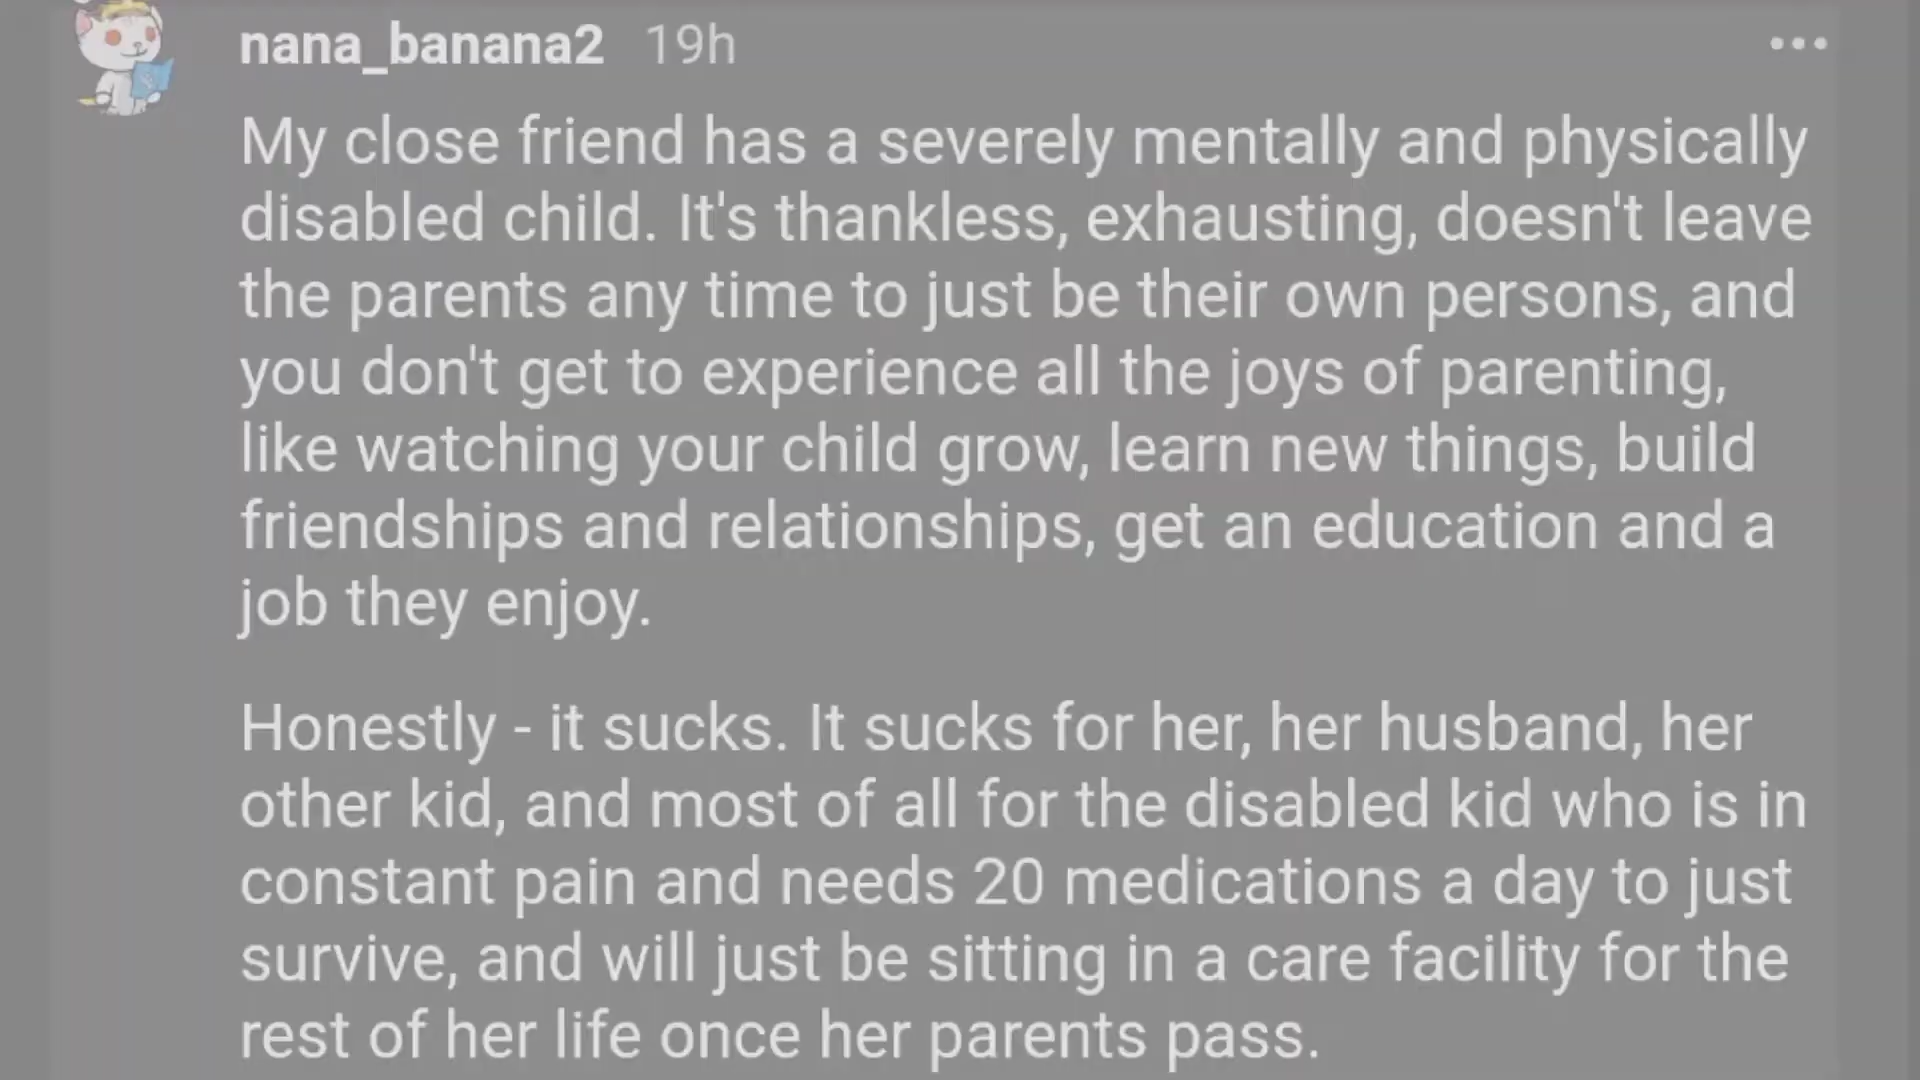 nana_banana2 19h
My close friend has a severely mentally and physically
disabled child. It's thankless, exhausting, doesn't leave
the parents any time to just be their own persons, and
you don't get to experience all the joys of parenting,
like watching your child grow, learn new things, build
friendships and relationships, get an education and a
job they enjoy.
Honestly - it sucks. It sucks for her, her husband, her
other kid, and most of all for the disabled kid who is in
constant pain and needs 20 medications a day to just
survive, and will just be sitting in a care facility for the
rest of her life once her parents pass.